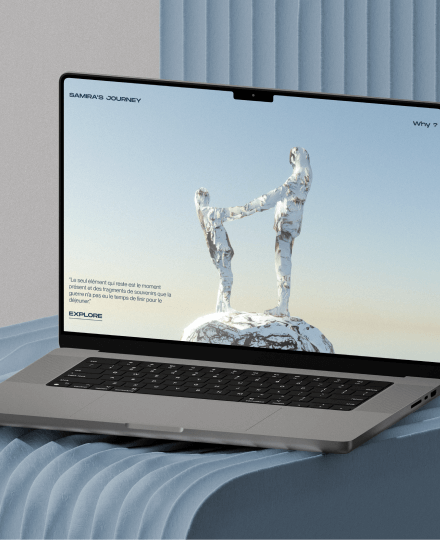 SAMIRA'S JOURNEY
Why ?
"Le seul élément qui reste est le moment
présent et des fragments de souvenirs que la
guerre n'a pas eu le temps de finir pour le
déjeuner"
EXPLORE